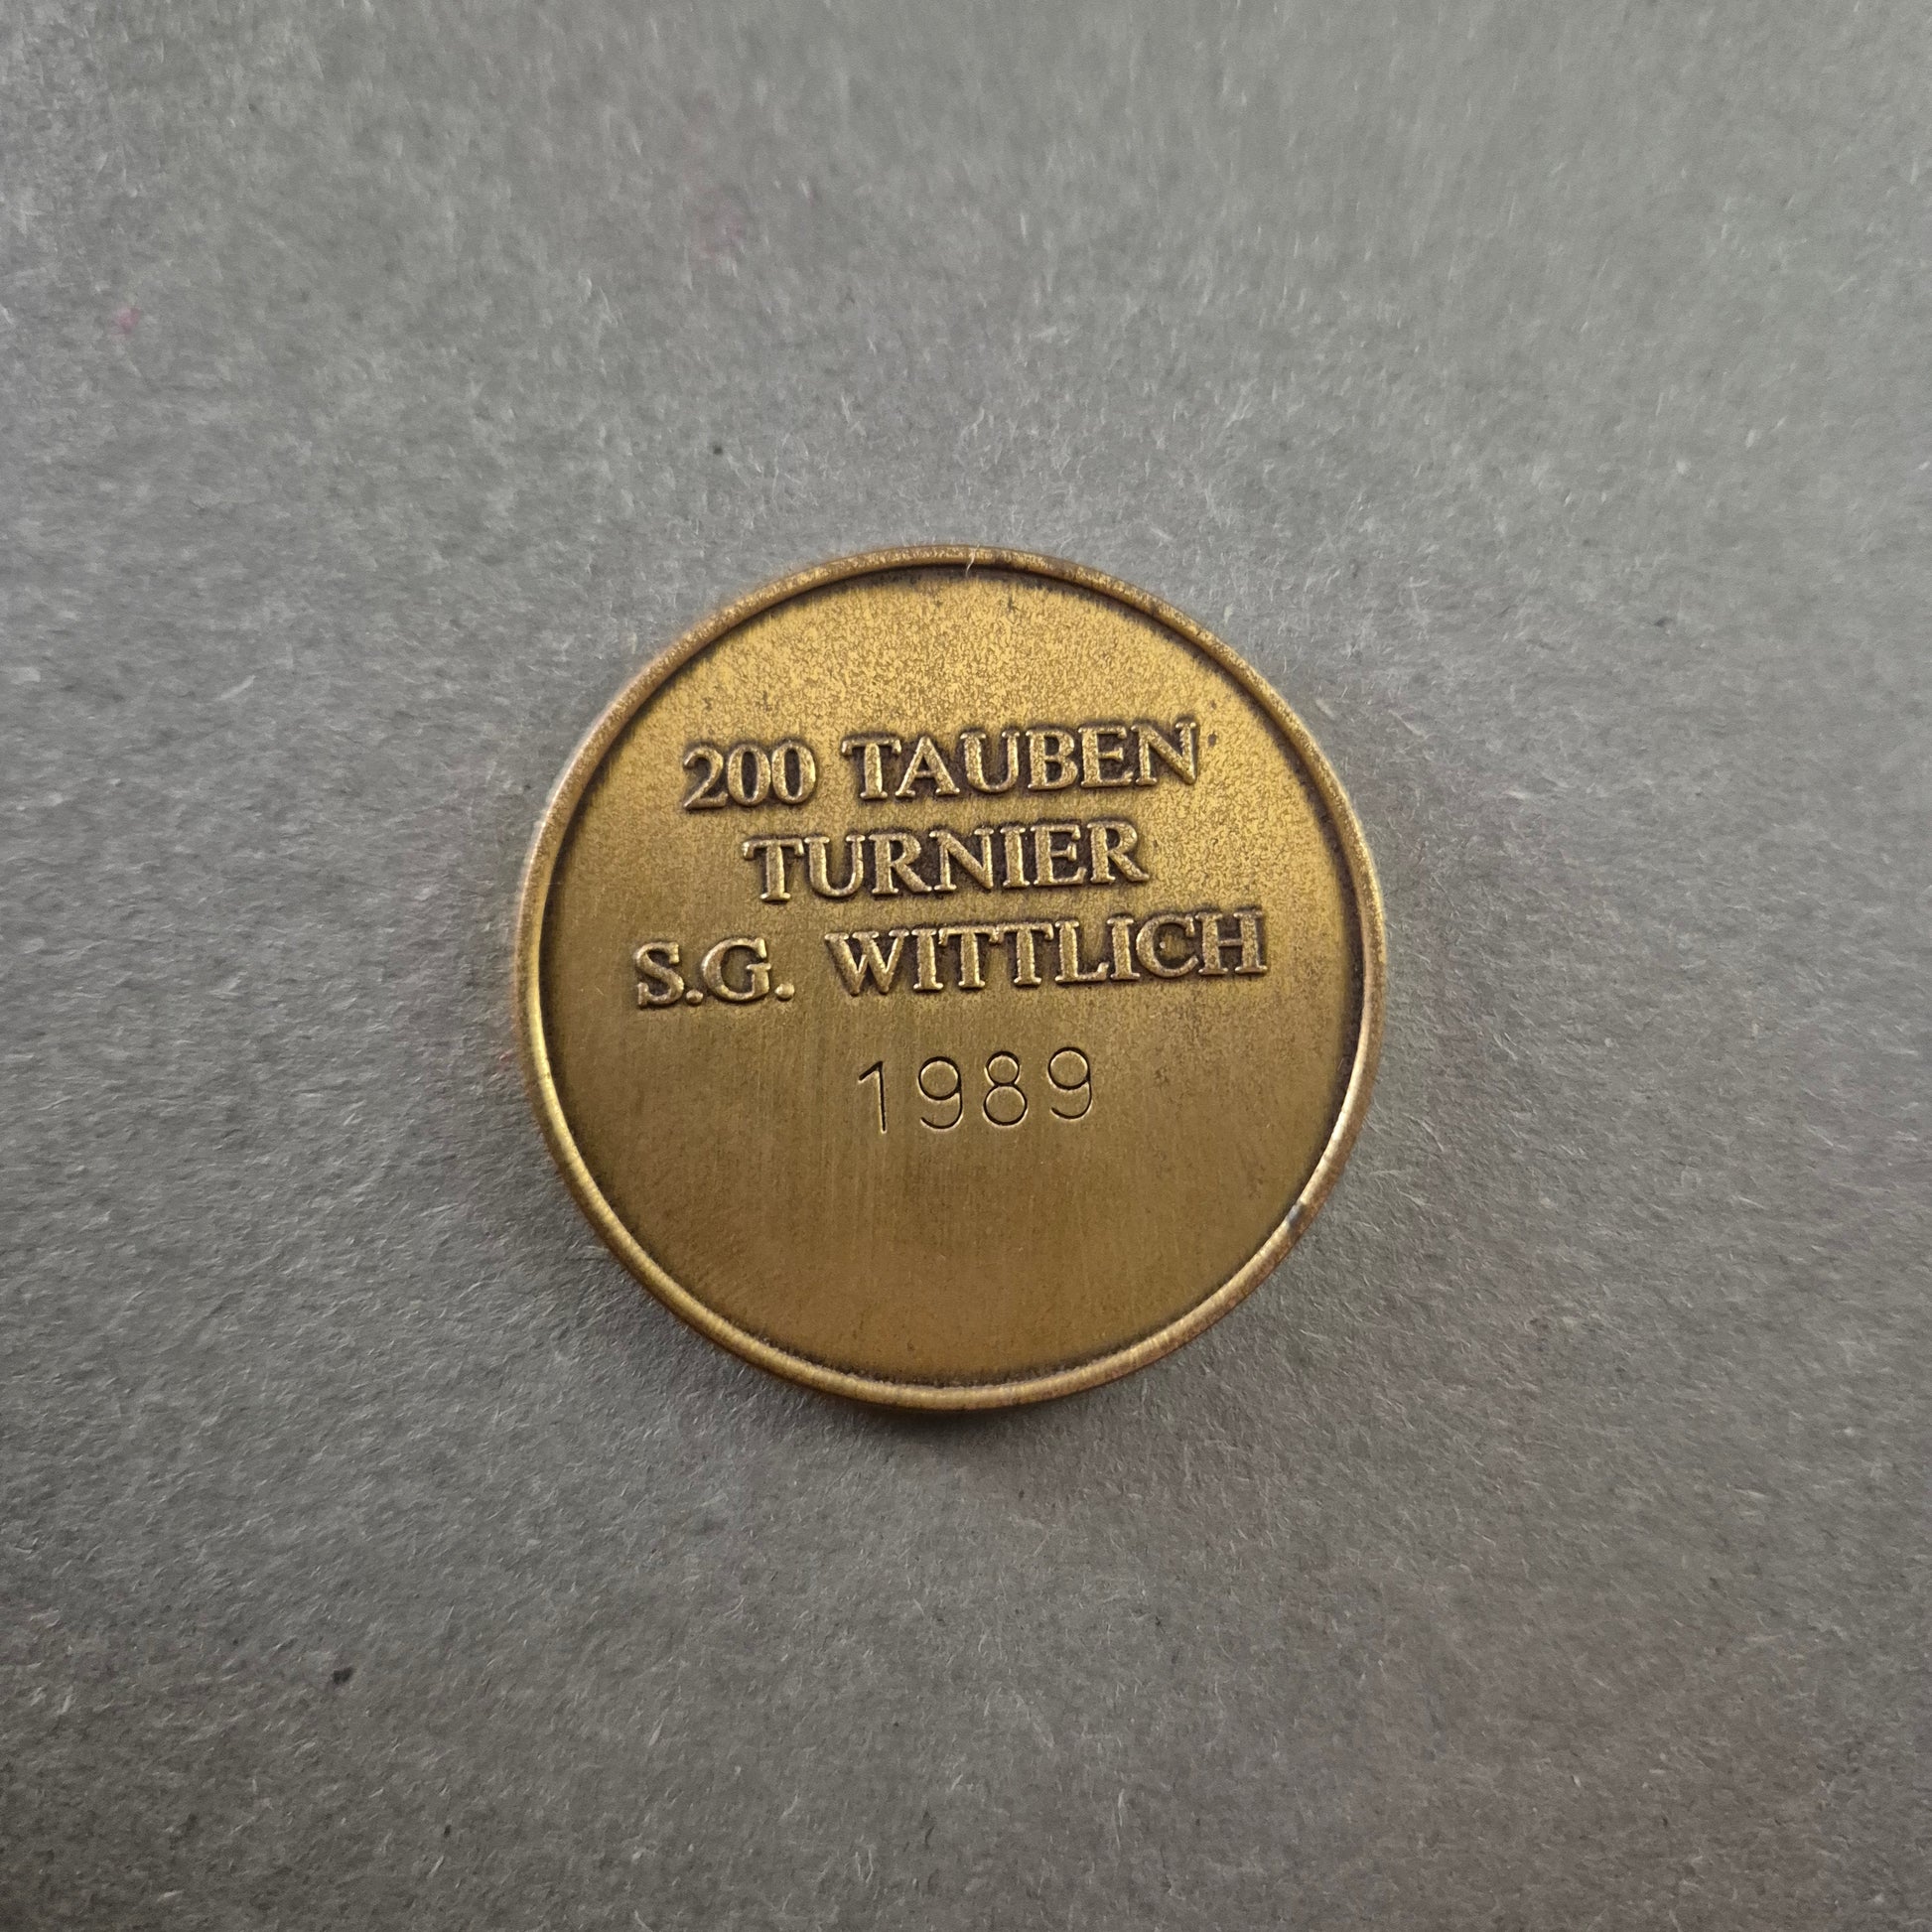 200 TAUBEN
TURNIER
S.G. WITTLICH
1989